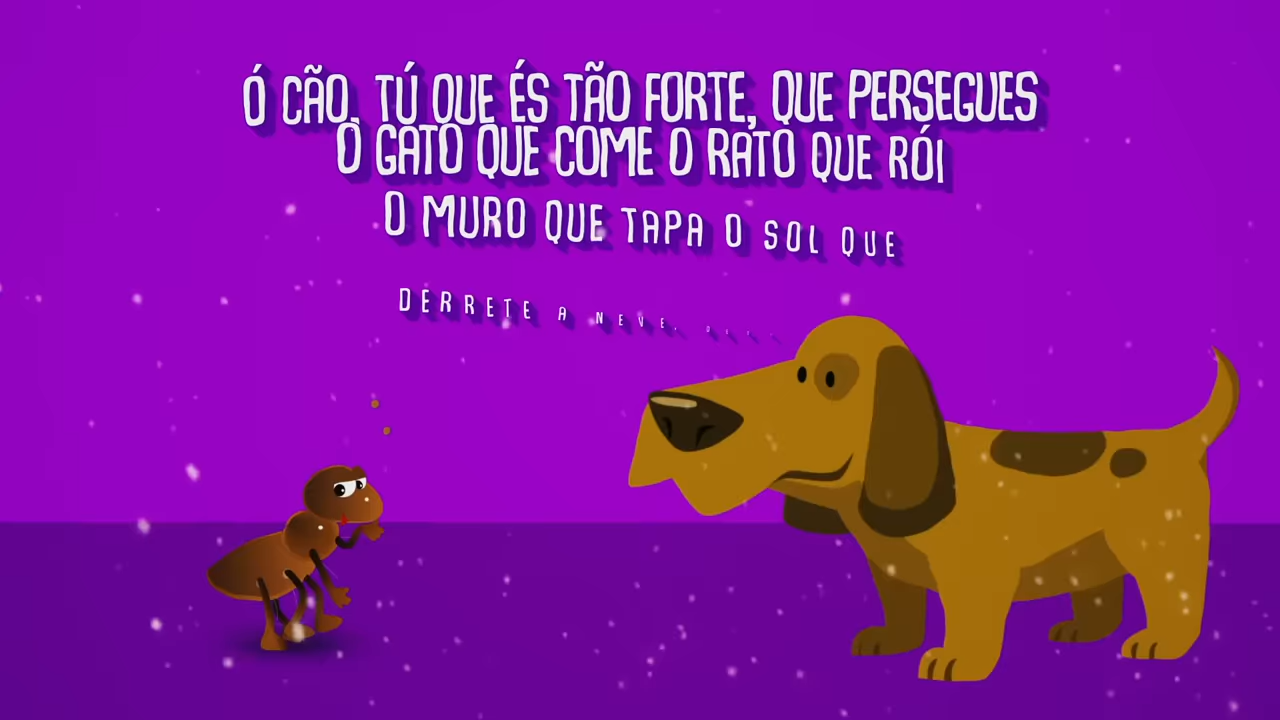 Ó CÃO, TÚ QUE ÉS TÃO FORTE, QUE PERSEGUES
O GATO QUE COME O RATO QUE RÓI
O MURO QUE TAPA O SOL QUE
DERRETE A NEVE,